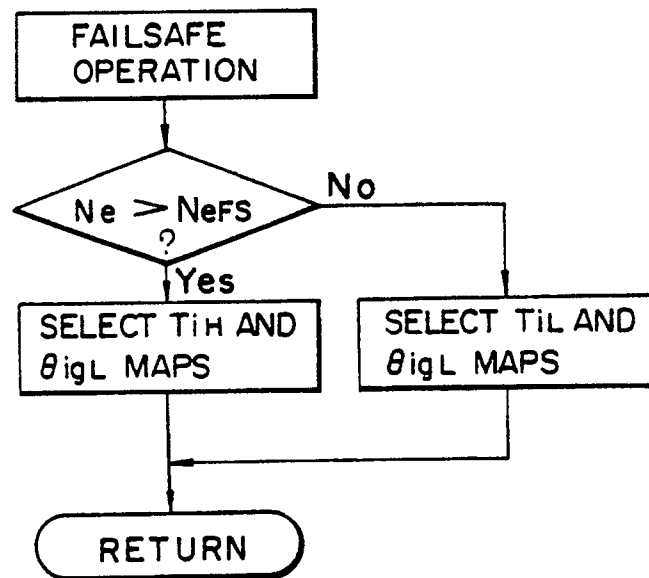 FAILSAFE
OPERATION
Ne > NeFS
?
No
Yes
SELECT TiH AND
θigL MAPS
SELECT TiL AND
θigL MAPS
RETURN